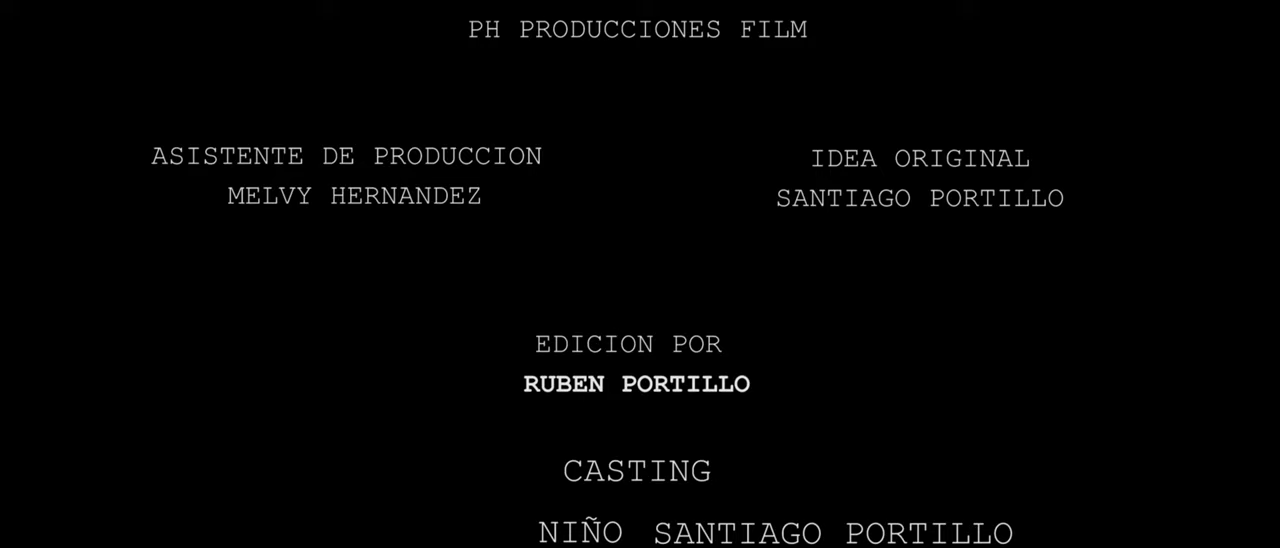 PH PRODUCCIONES FILM
ASISTENTE DE PRODUCCION
MELVY HERNANDEZ
IDEA ORIGINAL
SANTIAGO PORTILLO
EDICION POR
RUBEN PORTILLO
CASTING
NIÑO SANTIAGO PORTILLO